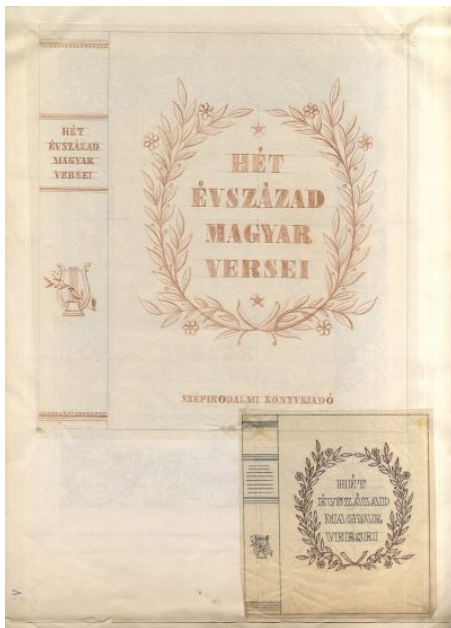 HÉT
ÉVSZÁZAD
MAGYAR
VERSEI
HÉT
ÉVSZÁZAD
MAGYAR
VERSEI
SZÉPIRODALMI KÖNYVKIADÓ
HÉT
ÉVSZÁZAD
MAGYAR
VERSEI
V